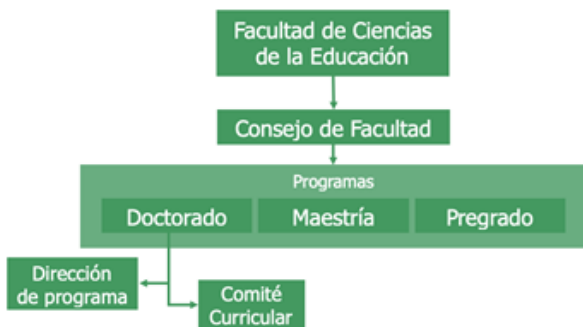 Facultad de Ciencias
de la Educación
Consejo de Facultad
Programas
Doctorado Maestría Pregrado
Dirección
de programa
Comité
Curricular